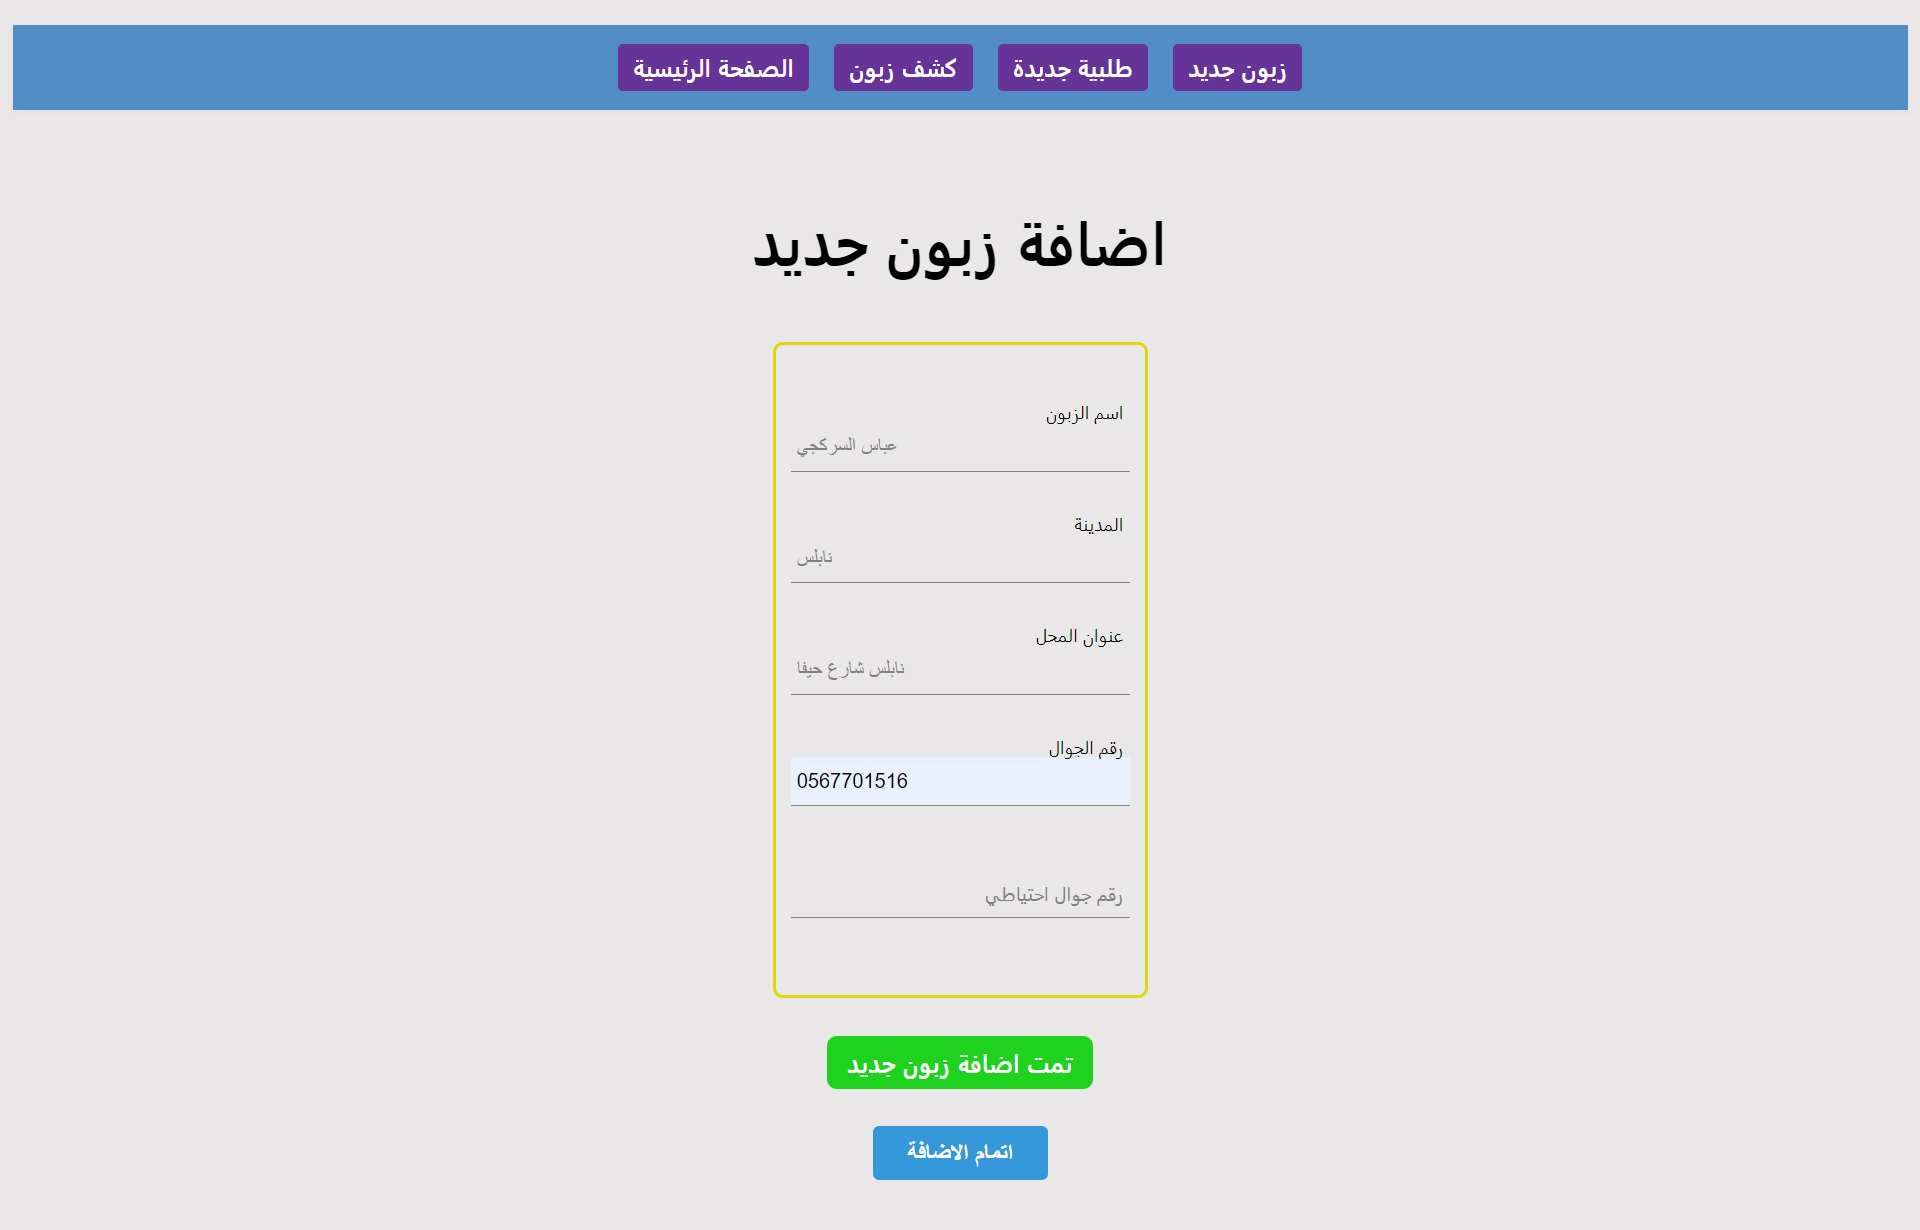 زبون جديد
طلبية جديدة
كشف زبون
الصفحة الرئيسية
اضافة زبون جديد
اسم الزبون
عباس السركجي
المدينة
نابلس
عنوان المحل
نابلس شارع حيفا
رقم الجوال
0567701516
رقم جوال احتياطي
تمت اضافة زبون جديد
اتمام الاضافة